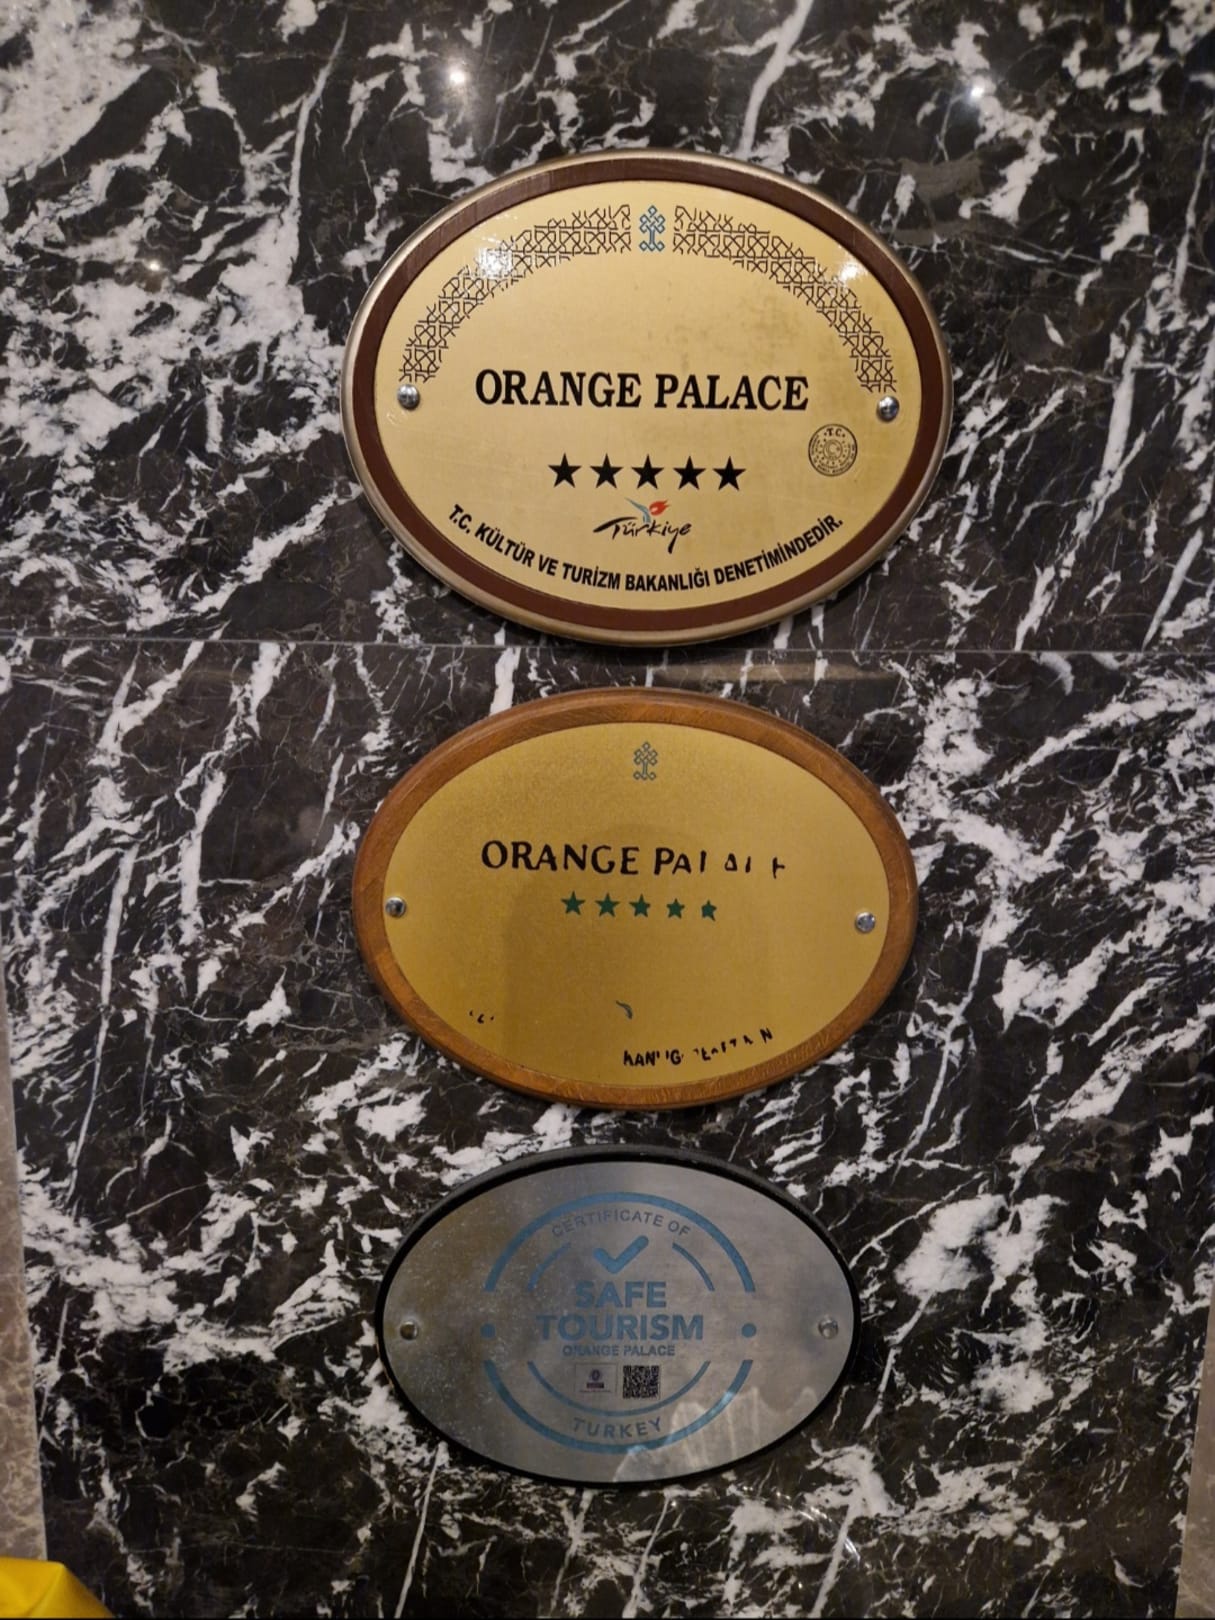 ORANGE PALACE
T.C.
Türkiye
T.C. KÜLTÜR VE TURİZM BAKANLIĞI DENETİMİNDEDİR.
ORANGE
CERTIFICATE OF
SAFE
TOURISM
ORANGE PALACE
TURKEY